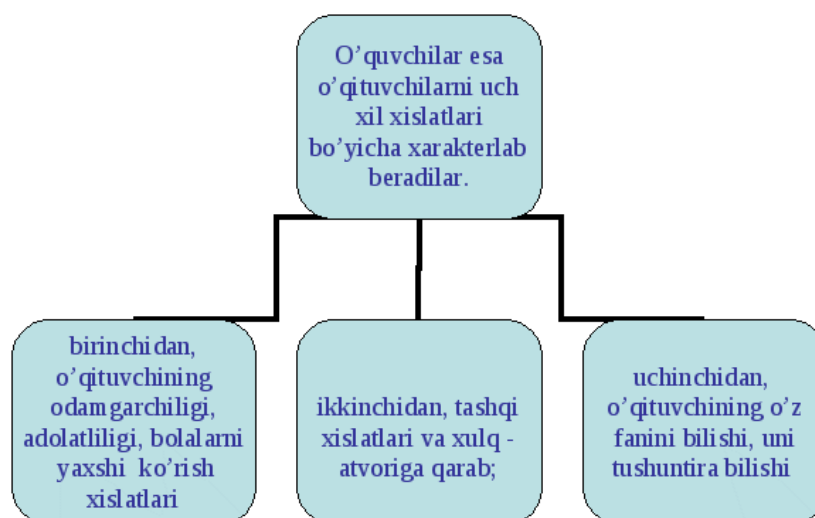 O’quvchilar esa
o’qituvchilarni uch
xil xislatlari
bo’yicha xarakterlab
beradilar.
birinchidan,
o’qituvchining
odamgarchiligi,
adolatliligi, bolalarni
yaxshi ko’rish
xislatlari
ikkinchidan, tashqi
xislatlari va xulq -
atvoriga qarab;
uchinchidan,
o’qituvchining o’z
fanini bilishi, uni
tushuntira bilishi